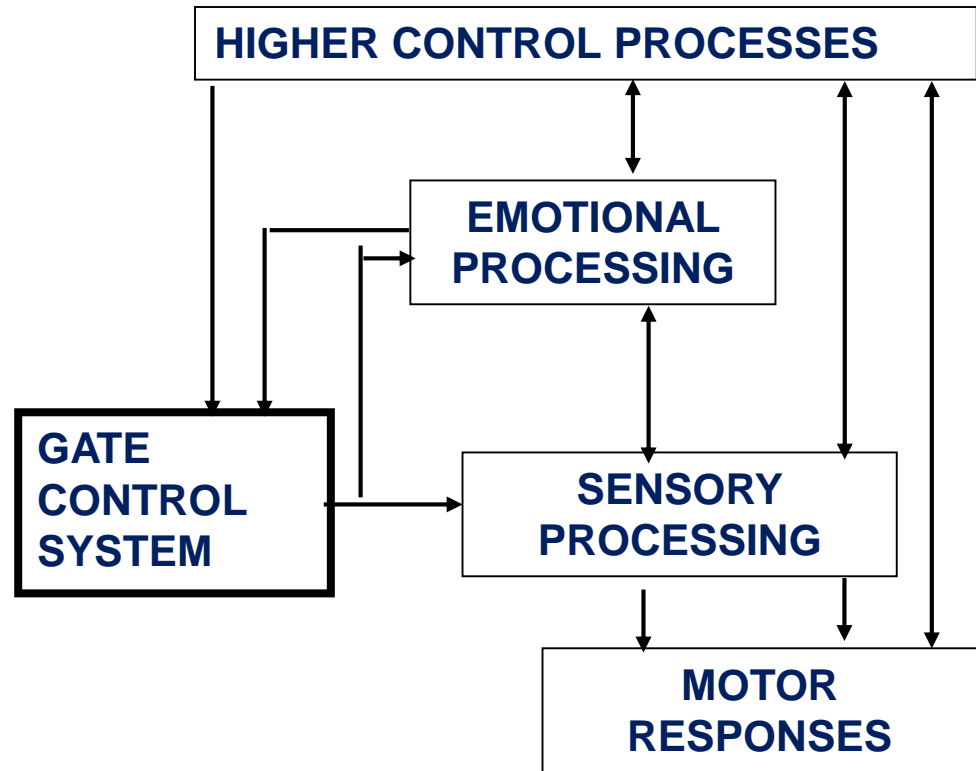 HIGHER CONTROL PROCESSES
EMOTIONAL
PROCESSING
GATE
CONTROL
SYSTEM
SENSORY
PROCESSING
MOTOR
RESPONSES